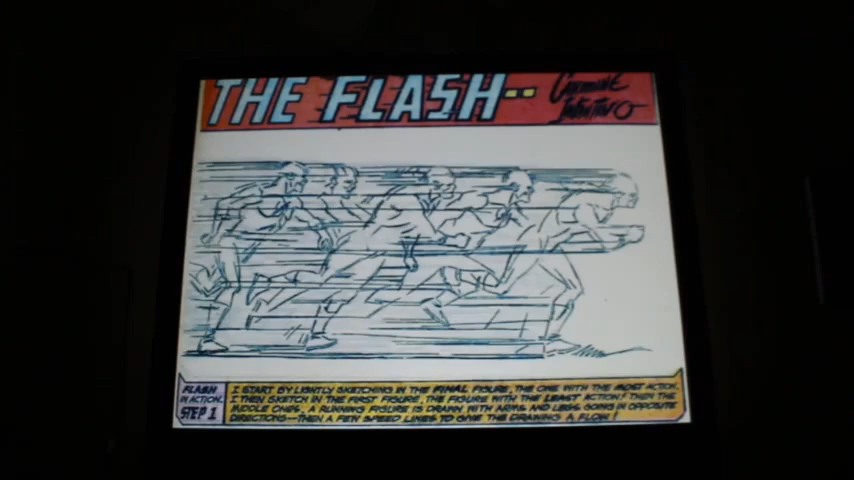 THE FLASH--
CARMINE
INFANTINO
FLASH
IN ACTION.
STEP 1
I START BY LIGHTLY SKETCHING IN THE FINAL FIGURE, THE ONE WITH THE MOST ACTION.
I THEN SKETCH IN THE FIRST FIGURE, THE FIGURE WITH THE LEAST ACTION! THEN THE
MIDDLE ONES. A RUNNING FIGURE IS DRAWN WITH ARMS AND LEGS GOING IN OPPOSITE
DIRECTIONS--THEN A FEW SPEED LINES TO GIVE THE DRAWING A FLOW!